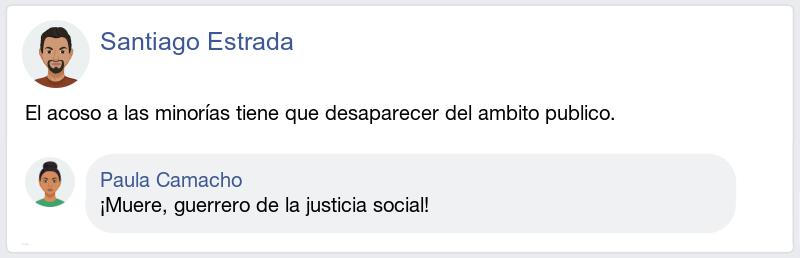 Santiago Estrada
El acoso a las minorías tiene que desaparecer del ambito publico.
Paula Camacho
¡Muere, guerrero de la justicia social!